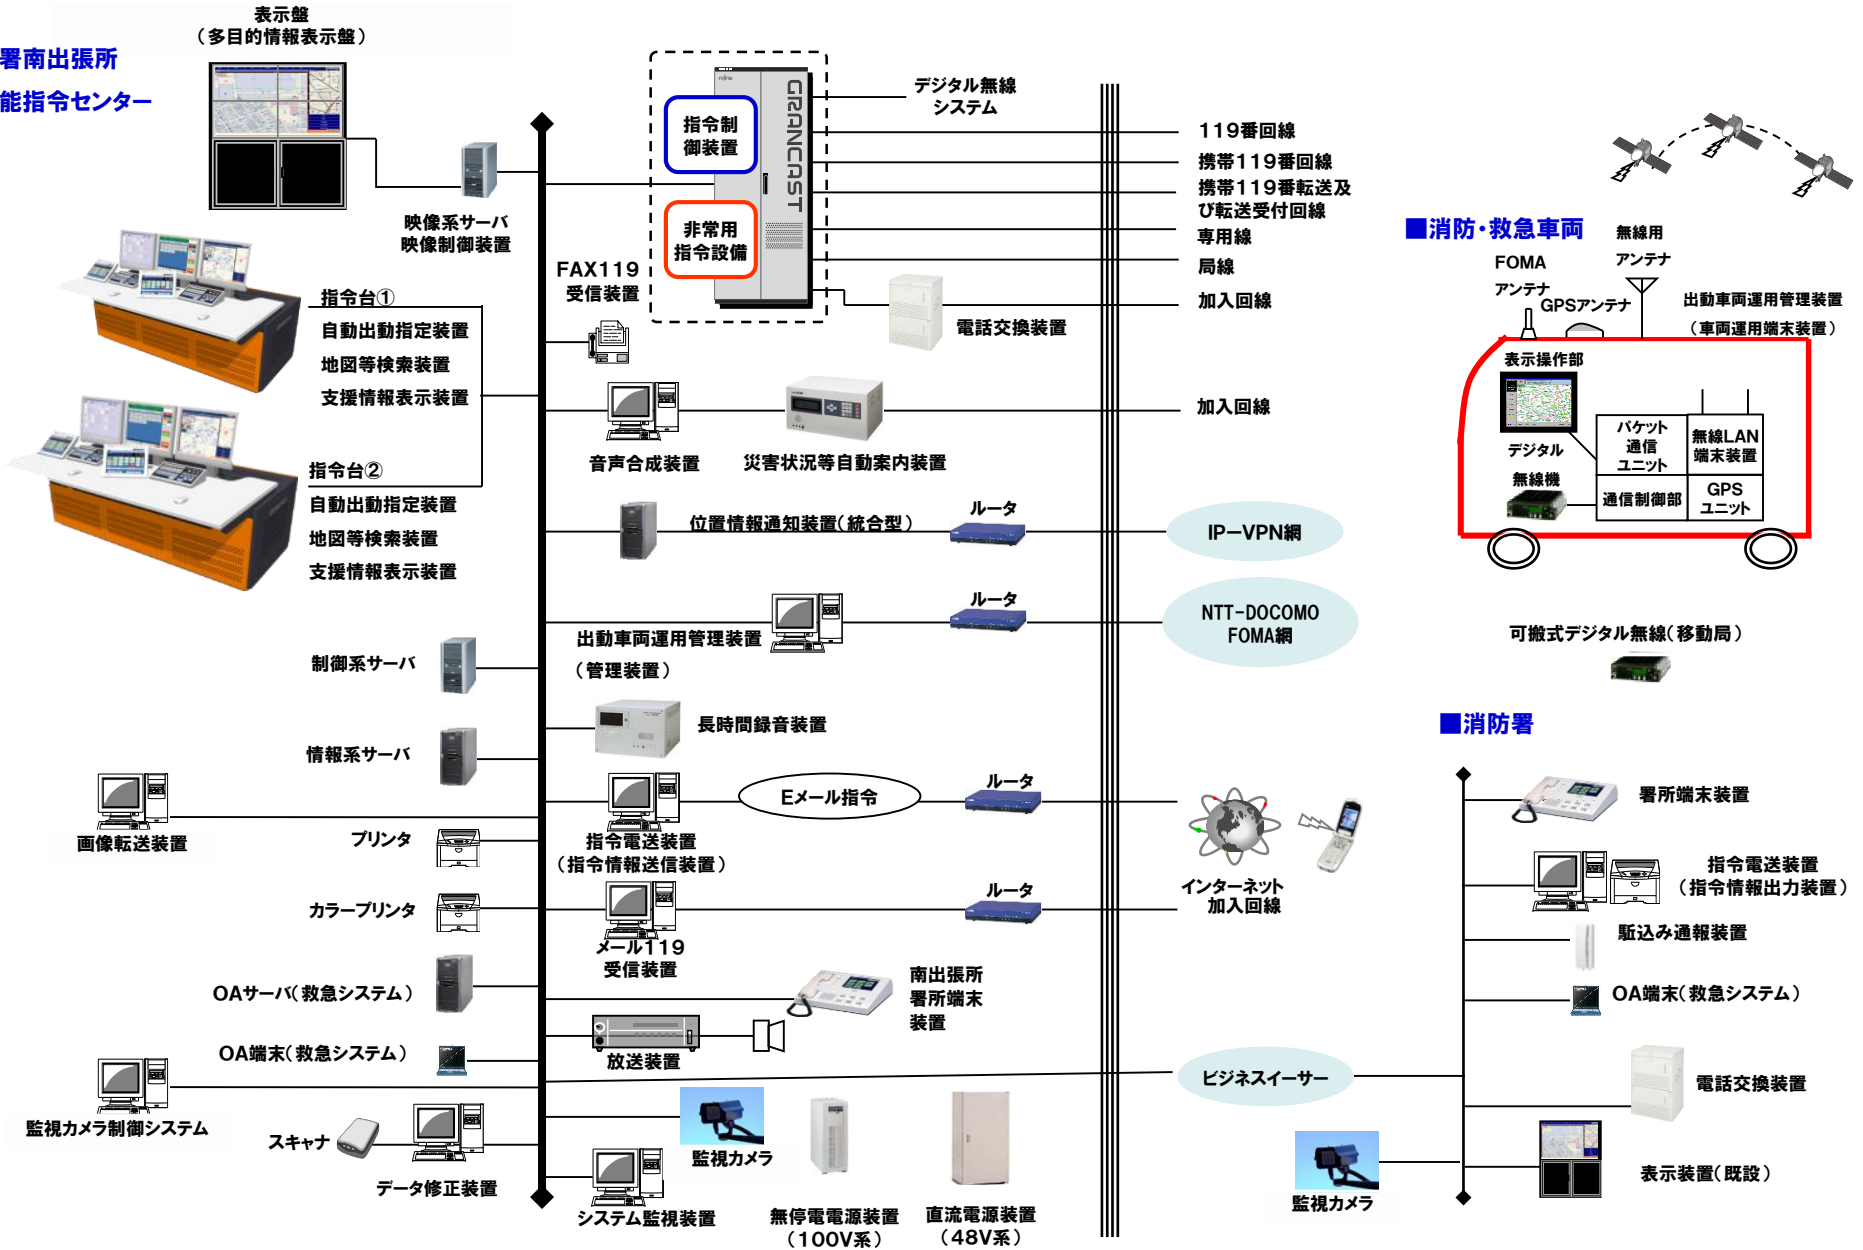 表示盤
（多目的情報表示盤）
署南出張所
能指令センター
映像系サーバ
映像制御装置
指令台①
自動出動指定装置
地図等検索装置
支援情報表示装置
指令台②
自動出動指定装置
地図等検索装置
支援情報表示装置
制御系サーバ
情報系サーバ
画像転送装置
プリンタ
カラープリンタ
OAサーバ（救急システム）
OA端末（救急システム）
監視カメラ制御システム
スキャナ
データ修正装置
FUJITSU
GRANCAST
指令制
御装置
非常用
指令設備
FAX119
受信装置
デジタル無線
システム
電話交換装置
音声合成装置
災害状況等自動案内装置
位置情報通知装置（統合型）
ルータ
出動車両運用管理装置
（管理装置）
ルータ
長時間録音装置
Eメール指令
ルータ
指令電送装置
（指令情報送信装置）
ルータ
メール119
受信装置
南出張所
署所端末
装置
放送装置
監視カメラ
システム監視装置
無停電電源装置
（100V系）
直流電源装置
（48V系）
119番回線
携帯119番回線
携帯119番転送及
び転送受付回線
専用線
局線
加入回線
加入回線
IP－VPN網
NTT-DOCOMO
FOMA網
インターネット
加入回線
ビジネスイーサー
■消防・救急車両
無線用
アンテナ
FOMA
アンテナ
GPSアンテナ
出動車両運用管理装置
（車両運用端末装置）
表示操作部
デジタル
無線機
パケット
通信
ユニット
無線LAN
端末装置
通信制御部
GPS
ユニット
可搬式デジタル無線（移動局）
■消防署
署所端末装置
指令電送装置
（指令情報出力装置）
駈込み通報装置
OA端末（救急システム）
電話交換装置
監視カメラ
表示装置（既設）